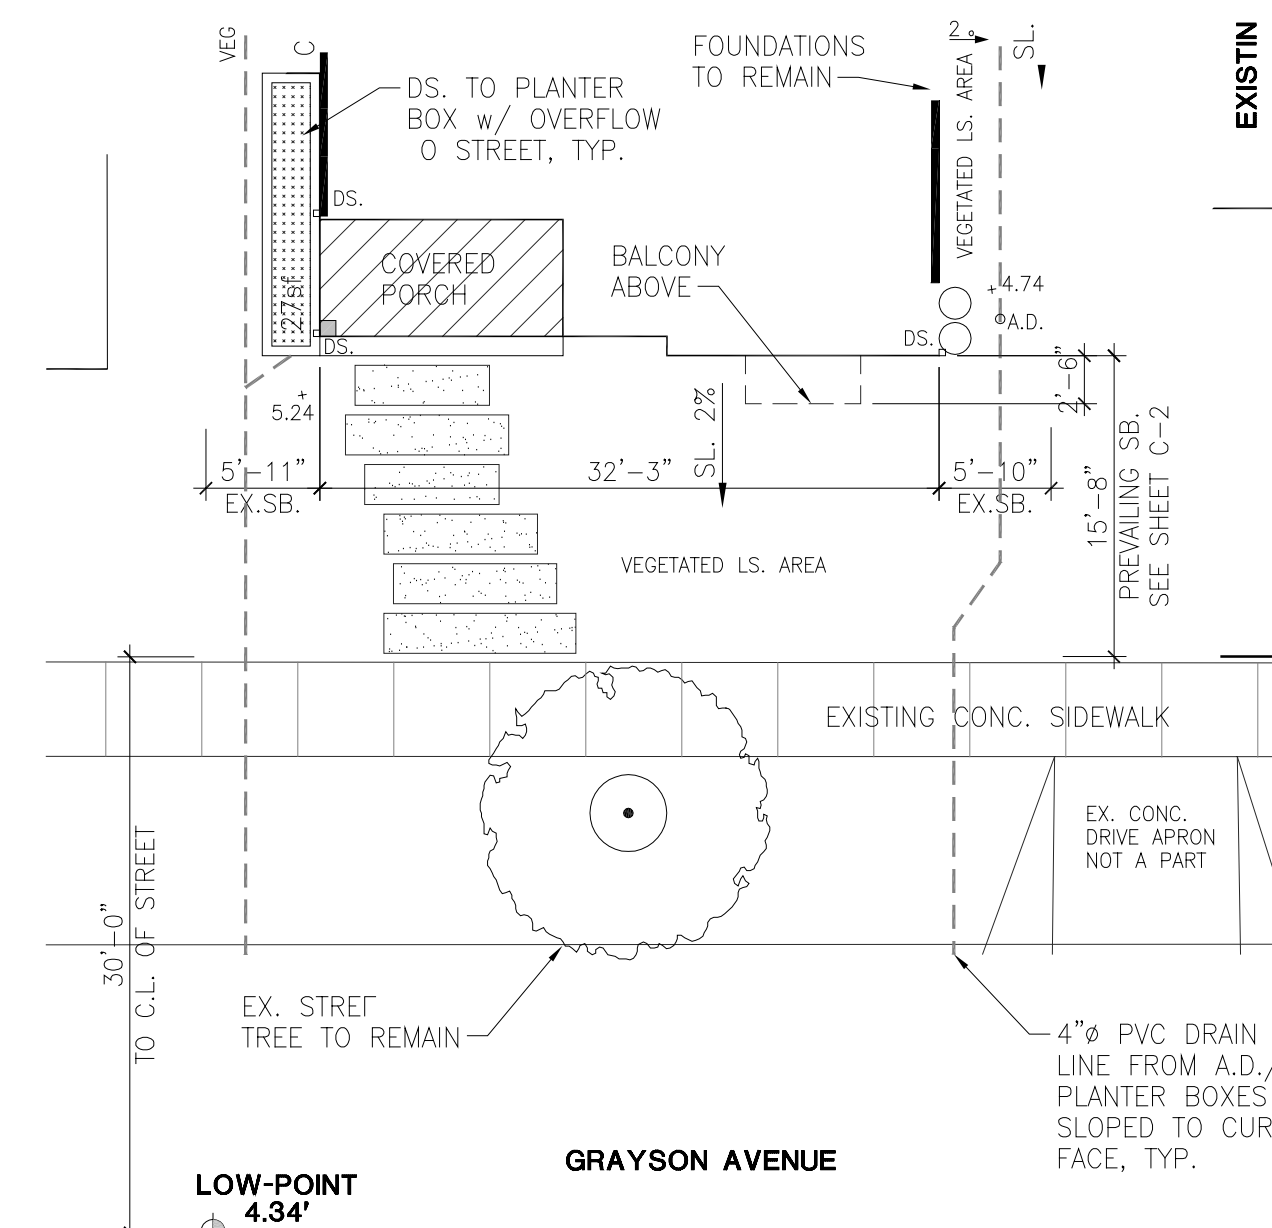 VEG
C
DS. TO PLANTER
BOX w/ OVERFLOW
O STREET, TYP.
FOUNDATIONS
TO REMAIN
2
VEGETATED LS. AREA
SL.
EXISTIN
DS.
COVERED
PORCH
27sf
DS.
BALCONY
ABOVE
4.74
A.D.
DS.
5.24
5'-11"
EX.SB.
32'-3"
SL. 2%
5'-10"
EX.SB.
2'-6"
15'-8"
PREVAILING SB.
SEE SHEET C-2
VEGETATED LS. AREA
EXISTING CONC. SIDEWALK
EX. CONC.
DRIVE APRON
NOT A PART
30'-0"
TO C.L. OF STREET
EX.
TREE TO REMAIN
4"ø PVC DRAIN
LINE FROM A.D./
PLANTER BOXES
SLOPED TO CUR
FACE, TYP.
GRAYSON AVENUE
LOW-POINT
4.34'